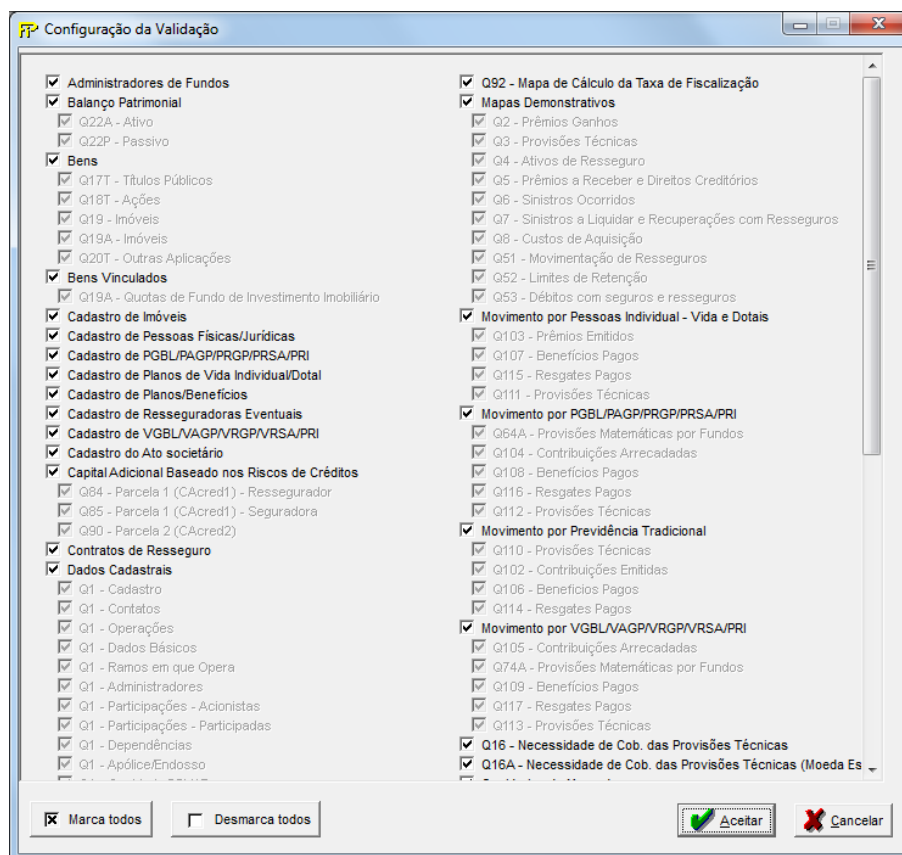 Configuração da Validação
Administradores de Fundos
Balanço Patrimonial
Q22A - Ativo
Q22P - Passivo
Bens
Q17T - Títulos Públicos
Q18T - Ações
Q19 - Imóveis
Q19A - Imóveis
Q20T - Outras Aplicações
Bens Vinculados
Q19A - Quotas de Fundo de Investimento Imobiliário
Cadastro de Imóveis
Cadastro de Pessoas Físicas/Jurídicas
Cadastro de PGBL/PAGP/PRGP/PRSA/PRI
Cadastro de Planos de Vida Individual/Dotal
Cadastro de Planos/Benefícios
Cadastro de Resseguradoras Eventuais
Cadastro de VGBL/VAGP/VRGP/VRSA/PRI
Cadastro do Ato societário
Capital Adicional Baseado nos Riscos de Créditos
Q84 - Parcela 1 (CAcred1) - Ressegurador
Q85 - Parcela 1 (CAcred1) - Seguradora
Q90 - Parcela 2 (CAcred2)
Contratos de Resseguro
Dados Cadastrais
Q1 - Cadastro
Q1 - Contatos
Q1 - Operações
Q1 - Dados Básicos
Q1 - Ramos em que Opera
Q1 - Administradores
Q1 - Participações - Acionistas
Q1 - Participações - Participadas
Q1 - Dependências
Q1 - Apólice/Endosso
Q92 - Mapa de Cálculo da Taxa de Fiscalização
Mapas Demonstrativos
Q2 - Prêmios Ganhos
Q3 - Provisões Técnicas
Q4 - Ativos de Resseguro
Q5 - Prêmios a Receber e Direitos Creditórios
Q6 - Sinistros Ocorridos
Q7 - Sinistros a Liquidar e Recuperações com Resseguros
Q8 - Custos de Aquisição
Q51 - Movimentação de Resseguros
Q52 - Limites de Retenção
Q53 - Débitos com seguros e resseguros
Movimento por Pessoas Individual - Vida e Dotais
Q103 - Prêmios Emitidos
Q107 - Benefícios Pagos
Q115 - Resgates Pagos
Q111 - Provisões Técnicas
Movimento por PGBL/PAGP/PRGP/PRSA/PRI
Q64A - Provisões Matemáticas por Fundos
Q104 - Contribuições Arrecadadas
Q108 - Benefícios Pagos
Q116 - Resgates Pagos
Q112 - Provisões Técnicas
Movimento por Previdência Tradicional
Q110 - Provisões Técnicas
Q102 - Contribuições Emitidas
Q106 - Beneficios Pagos
Q114 - Resgates Pagos
Movimento por VGBL/VAGP/VRGP/VRSA/PRI
Q105 - Contribuições Arrecadadas
Q74A - Provisões Matemáticas por Fundos
Q109 - Benefícios Pagos
Q117 - Resgates Pagos
Q113 - Provisões Técnicas
Q16 - Necessidade de Cob. das Provisões Técnicas
Q16A - Necessidade de Cob. das Provisões Técnicas (Moeda Es
Marca todos
Desmarca todos
Aceitar
Cancelar